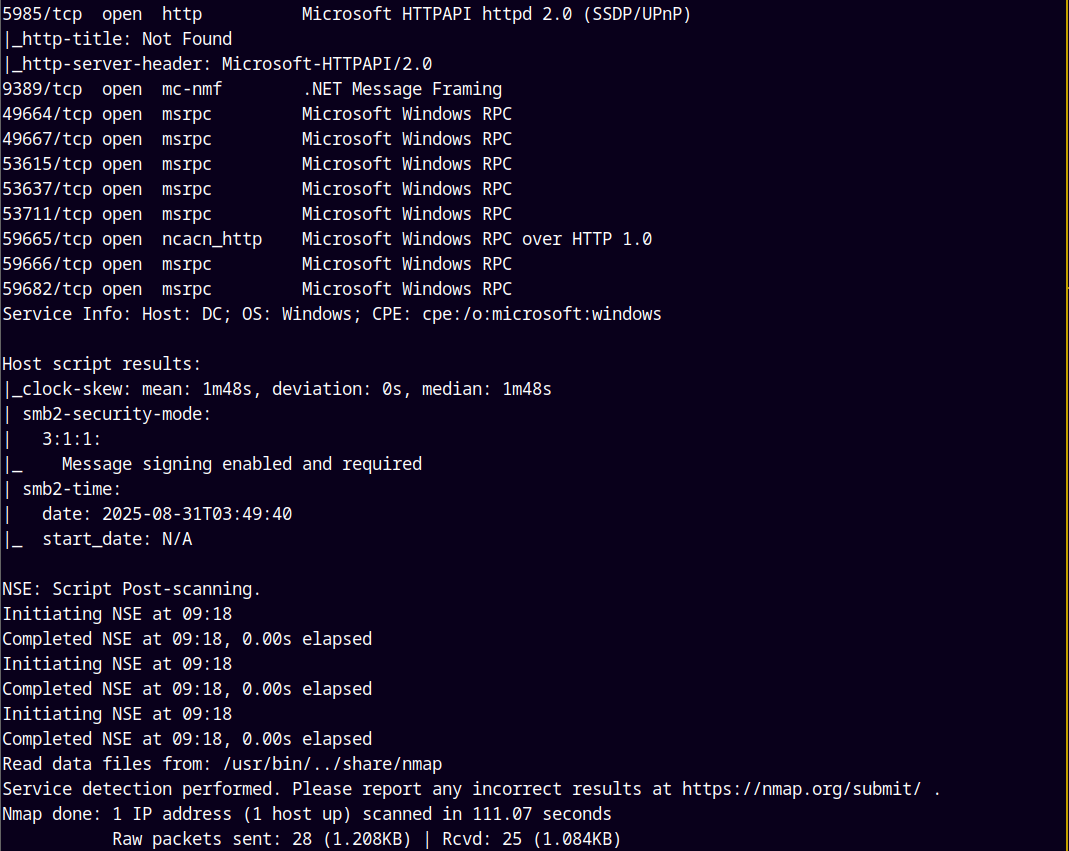 5985/tcp  open  http          Microsoft HTTPAPI httpd 2.0 (SSDP/UPnP)
|_http-title: Not Found
|_http-server-header: Microsoft-HTTPAPI/2.0
9389/tcp  open  mc-nmf        .NET Message Framing
49664/tcp open  msrpc         Microsoft Windows RPC
49667/tcp open  msrpc         Microsoft Windows RPC
53615/tcp open  msrpc         Microsoft Windows RPC
53637/tcp open  msrpc         Microsoft Windows RPC
53711/tcp open  msrpc         Microsoft Windows RPC
59665/tcp open  ncacn_http    Microsoft Windows RPC over HTTP 1.0
59666/tcp open  msrpc         Microsoft Windows RPC
59682/tcp open  msrpc         Microsoft Windows RPC
Service Info: Host: DC; OS: Windows; CPE: cpe:/o:microsoft:windows

Host script results:
|_clock-skew: mean: 1m48s, deviation: 0s, median: 1m48s
| smb2-security-mode:
|   3:1:1:
|_    Message signing enabled and required
| smb2-time:
|   date: 2025-08-31T03:49:40
|_  start_date: N/A

NSE: Script Post-scanning.
Initiating NSE at 09:18
Completed NSE at 09:18, 0.00s elapsed
Initiating NSE at 09:18
Completed NSE at 09:18, 0.00s elapsed
Initiating NSE at 09:18
Completed NSE at 09:18, 0.00s elapsed
Read data files from: /usr/bin/../share/nmap
Service detection performed. Please report any incorrect results at https://nmap.org/submit/ .
Nmap done: 1 IP address (1 host up) scanned in 111.07 seconds
           Raw packets sent: 28 (1.208KB) | Rcvd: 25 (1.084KB)